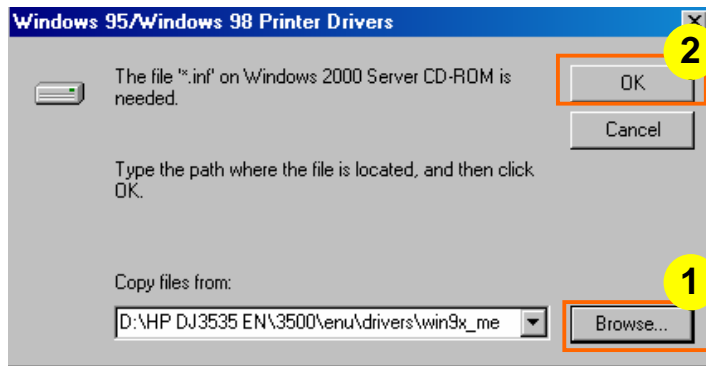 Windows 95/Windows 98 Printer Drivers
2
The file '*.inf' on Windows 2000 Server CD-ROM is
needed.
OK
Cancel
Type the path where the file is located, and then click
OK.
Copy files from:
1
D:\HP DJ3535 EN\3500\enu\drivers\win9x_me
Browse...